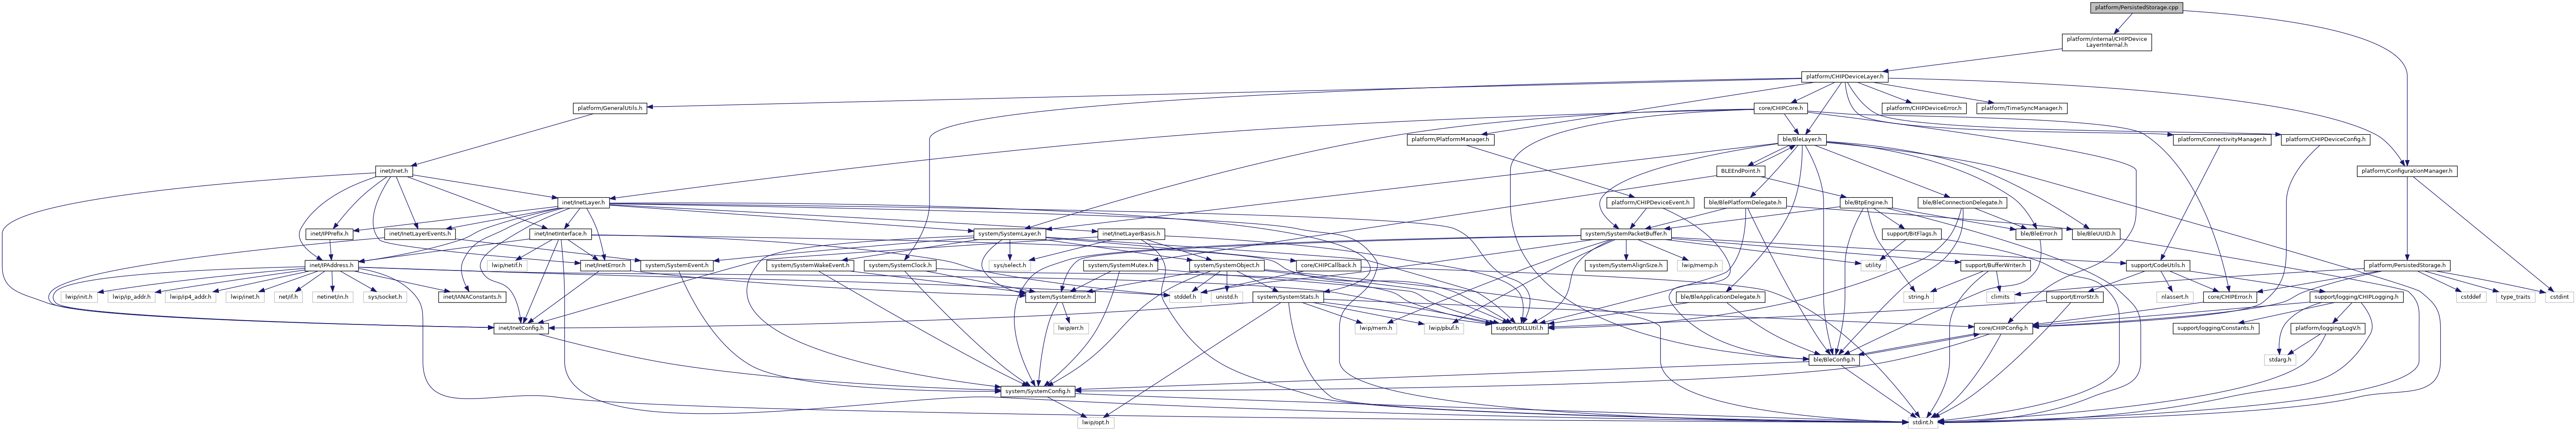 platform/PersistedStorage.cpp
platform/internal/CHIPDevice
LayerInternal.h
platform/CHIPDeviceLayer.h
platform/GeneralUtils.h
core/CHIPCore.h
platform/CHIPDeviceError.h
platform/TimeSyncManager.h
platform/PlatformManager.h
ble/BleLayer.h
platform/ConnectivityManager.h
platform/CHIPDeviceConfig.h
inet/Inet.h
BLEEndPoint.h
platform/ConfigurationManager.h
inet/InetLayer.h
platform/CHIPDeviceEvent.h
ble/BlePlatformDelegate.h
ble/BtpEngine.h
ble/BleConnectionDelegate.h
inet/IPPrefix.h
inet/InetLayerEvents.h
inet/InetInterface.h
system/SystemLayer.h
inet/InetLayerBasis.h
system/SystemPacketBuffer.h
support/BitFlags.h
ble/BleError.h
ble/BleUUID.h
inet/IPAddress.h
lwip/netif.h
inet/InetError.h
system/SystemEvent.h
system/SystemWakeEvent.h
system/SystemClock.h
sys/select.h
system/SystemMutex.h
system/SystemObject.h
core/CHIPCallback.h
system/SystemAlignSize.h
lwip/memp.h
utility
support/BufferWriter.h
support/CodeUtils.h
platform/PersistedStorage.h
lwip/init.h
lwip/ip_addr.h
lwip/ip4_addr.h
lwip/inet.h
net/if.h
netinet/in.h
sys/socket.h
inet/IANAConstants.h
system/SystemError.h
stddef.h
unistd.h
system/SystemStats.h
ble/BleApplicationDelegate.h
string.h
climits
support/ErrorStr.h
nlassert.h
core/CHIPError.h
support/logging/CHIPLogging.h
cstddef
type_traits
cstdint
inet/InetConfig.h
lwip/err.h
support/DLLUtil.h
lwip/mem.h
lwip/pbuf.h
core/CHIPConfig.h
support/logging/Constants.h
platform/logging/LogV.h
ble/BleConfig.h
stdarg.h
system/SystemConfig.h
lwip/opt.h
stdint.h